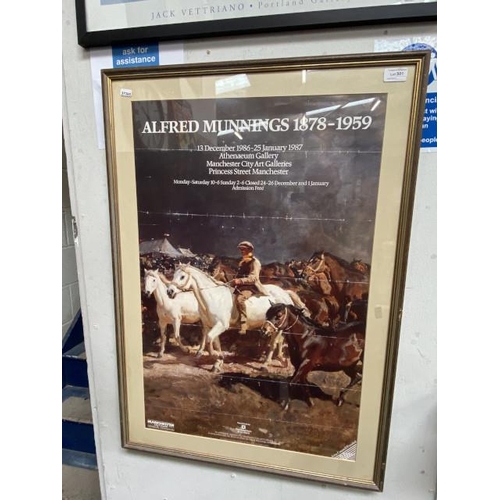 JACK VETTRIANO • Portland Gallery
ask for
assistance
ALFRED MUNNINGS 1878-1959
13 December 1986-25 January 1987
Athenaeum Gallery
Manchester City Art Galleries
Princess Street Manchester
Monday-Saturday 10-6 Sunday 2-6 Closed 24-26 December and 1 January
Admission Free
MANCHESTER